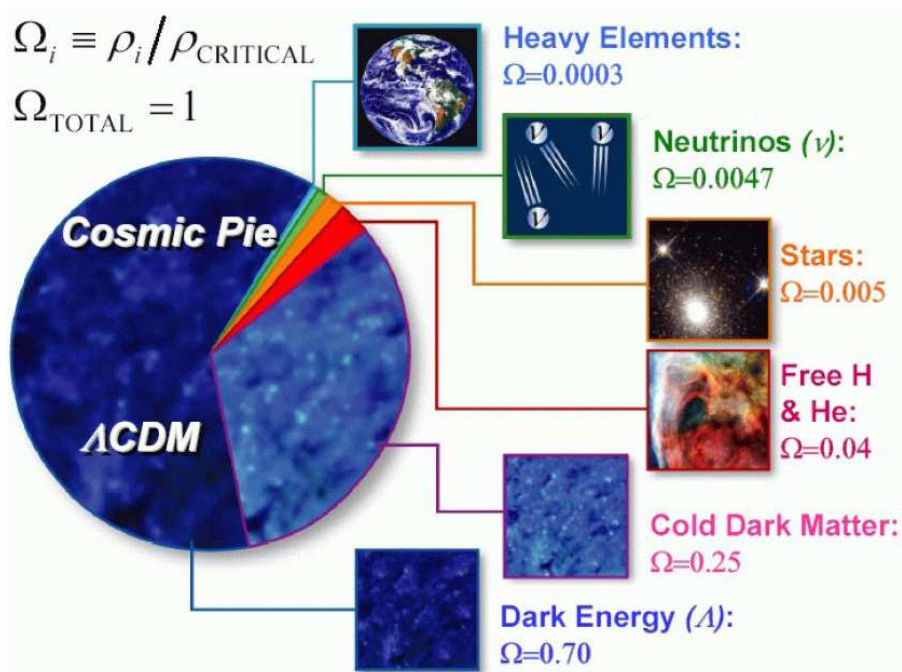 Ωᵢ ≡ ρᵢ/ρCRITICAL
ΩTOTAL = 1
Cosmic Pie
ΛCDM
Heavy Elements:
Ω=0.0003
ν ν
ν
Neutrinos (ν):
Ω=0.0047
Stars:
Ω=0.005
Free H
& He:
Ω=0.04
Cold Dark Matter:
Ω=0.25
Dark Energy (Λ):
Ω=0.70